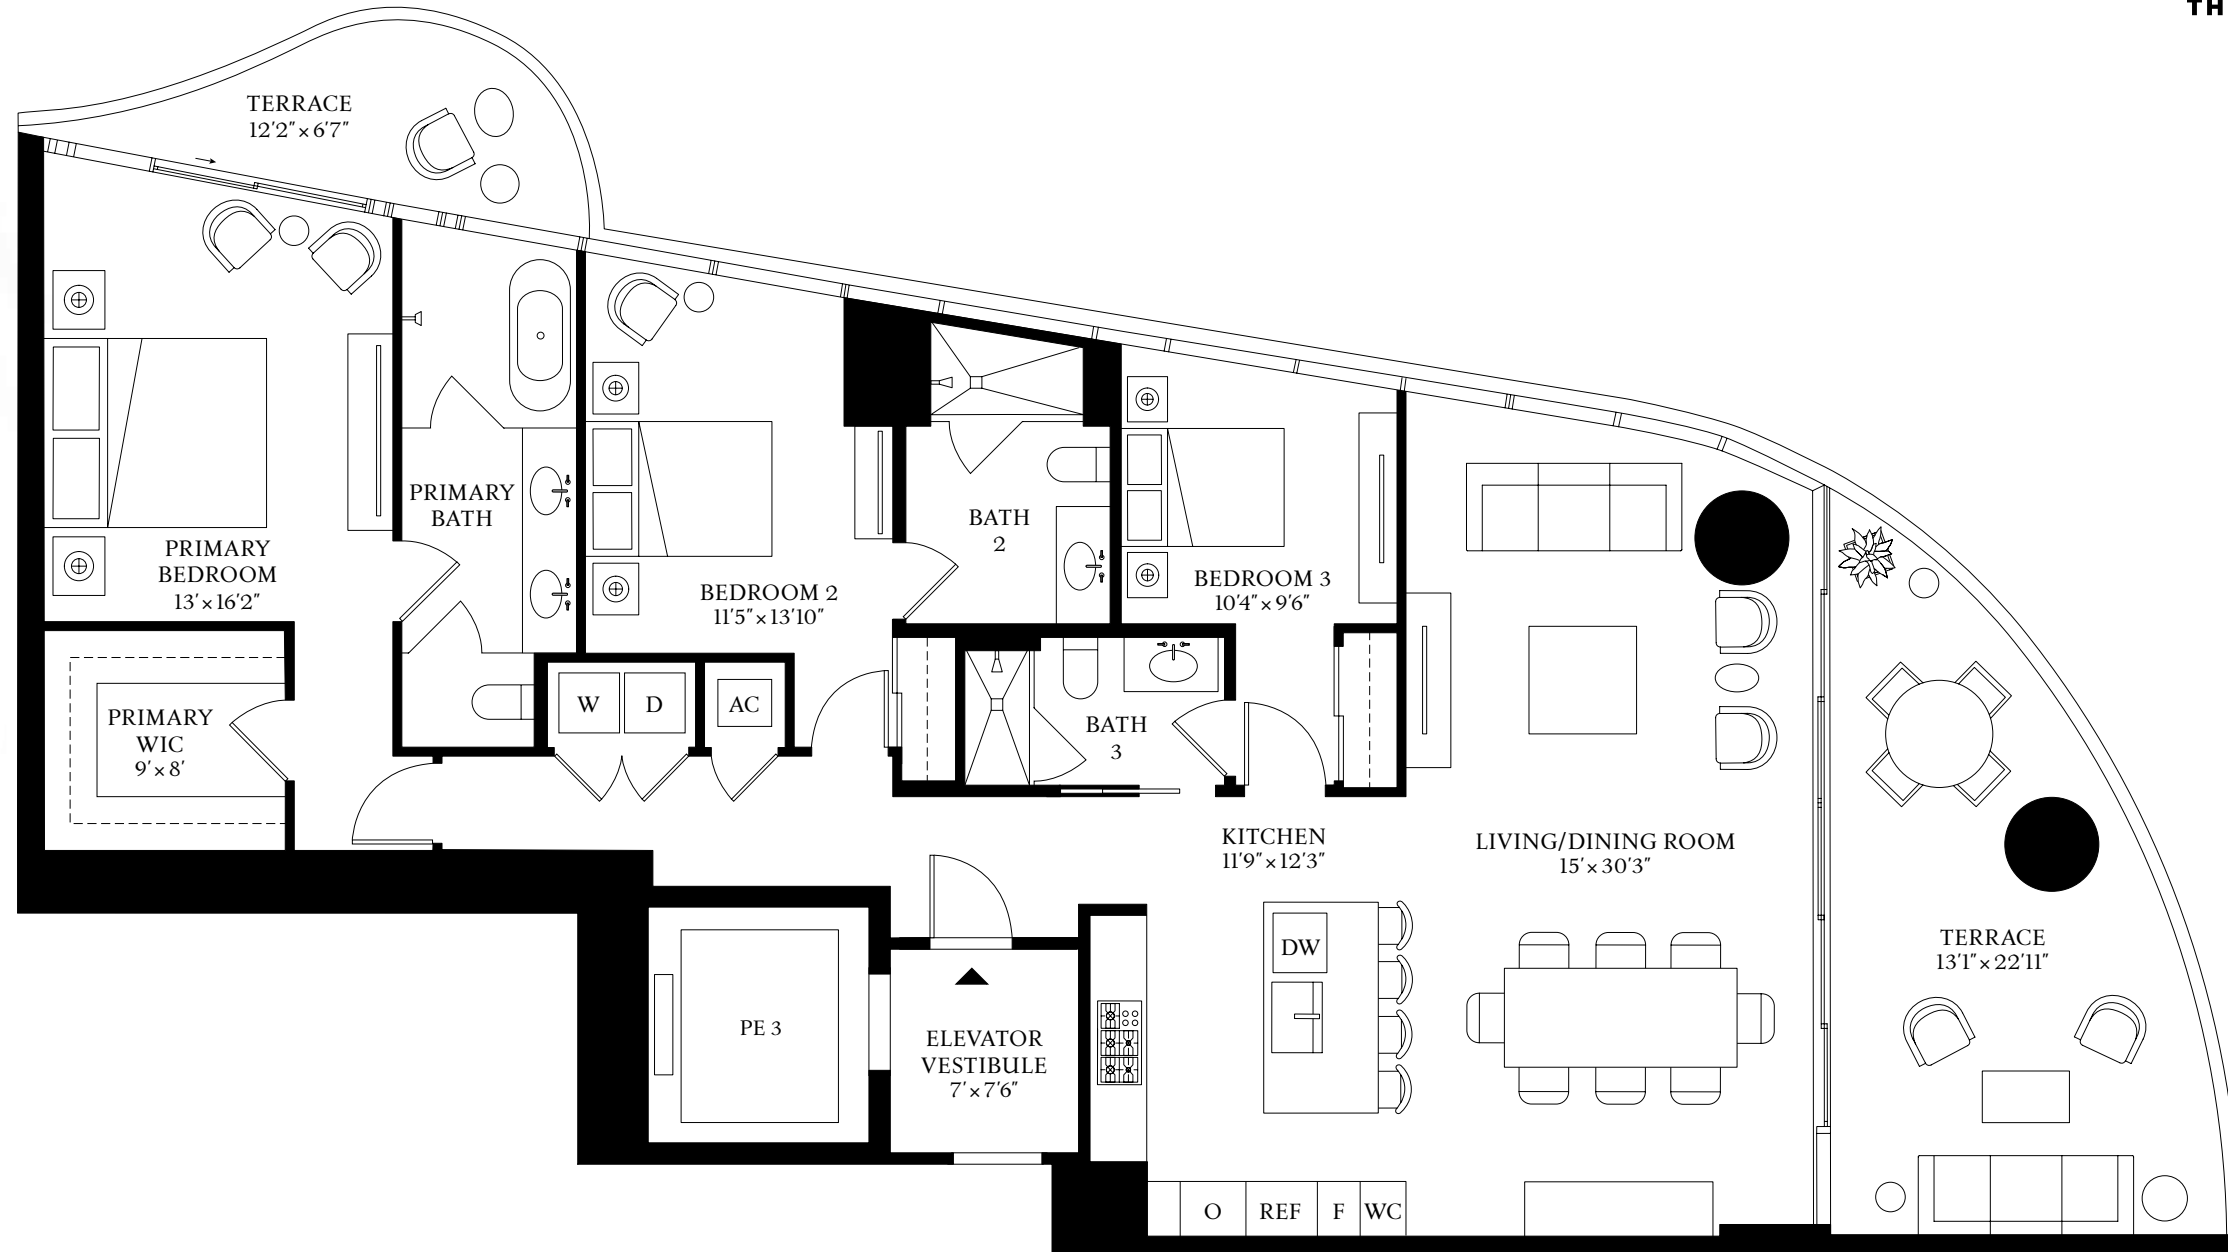 TH
TERRACE
12'2"×6'7"
PRIMARY
BATH
PRIMARY
BEDROOM
13'×16'2"
BEDROOM 2
11'5"×13'10"
BATH
2
BEDROOM 3
10'4"×9'6"
PRIMARY
WIC
9'×8'
W
D
AC
BATH
3
KITCHEN
11'9"×12'3"
LIVING/DINING ROOM
15'×30'3"
TERRACE
13'1"×22'11"
DW
PE 3
ELEVATOR
VESTIBULE
7'×7'6"
O
REF
F
WC